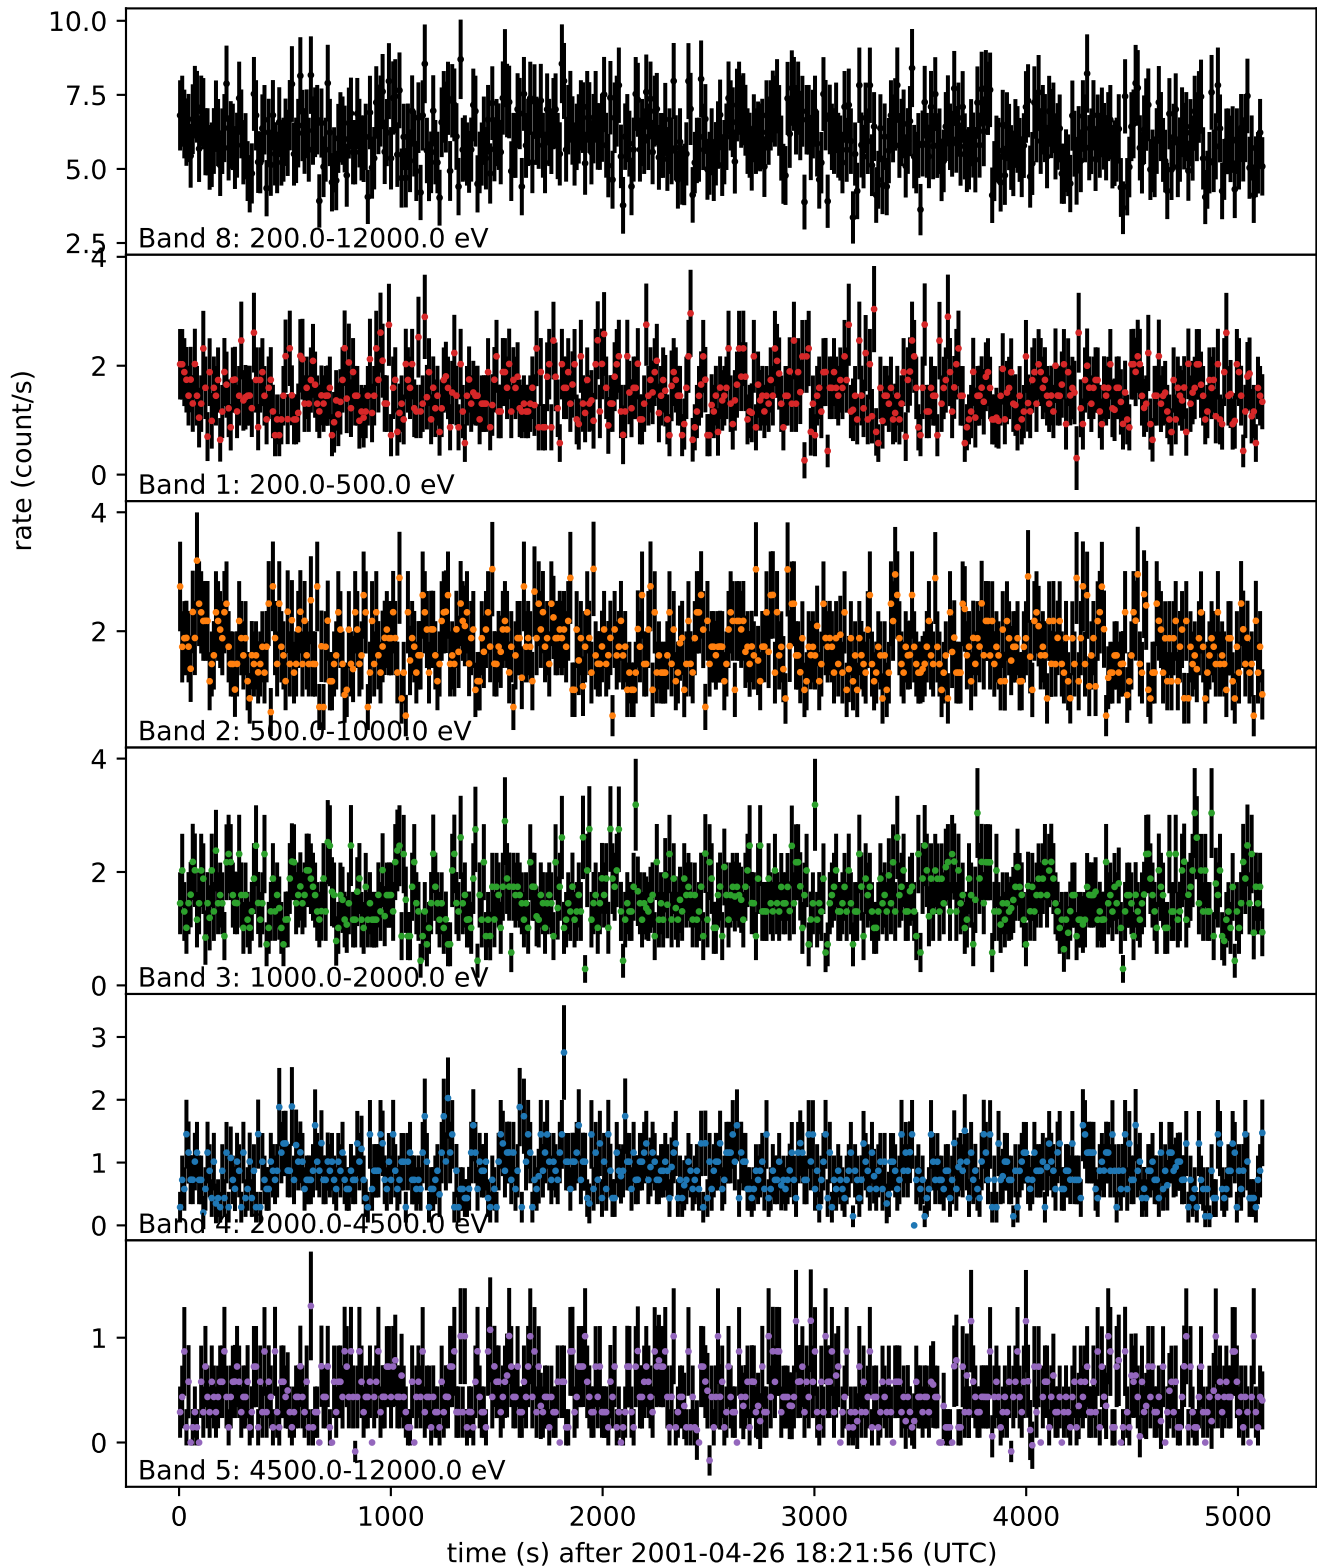 10.0
7.5
5.0
2.5
Band 8: 200.0-12000.0 eV
4
2
0
Band 1: 200.0-500.0 eV
rate (count/s)
4
2
Band 2: 500.0-1000.0 eV
4
2
0
Band 3: 1000.0-2000.0 eV
3
2
1
0
Band 4: 2000.0-4500.0 eV
1
0
Band 5: 4500.0-12000.0 eV
0 1000 2000 3000 4000 5000
time (s) after 2001-04-26 18:21:56 (UTC)